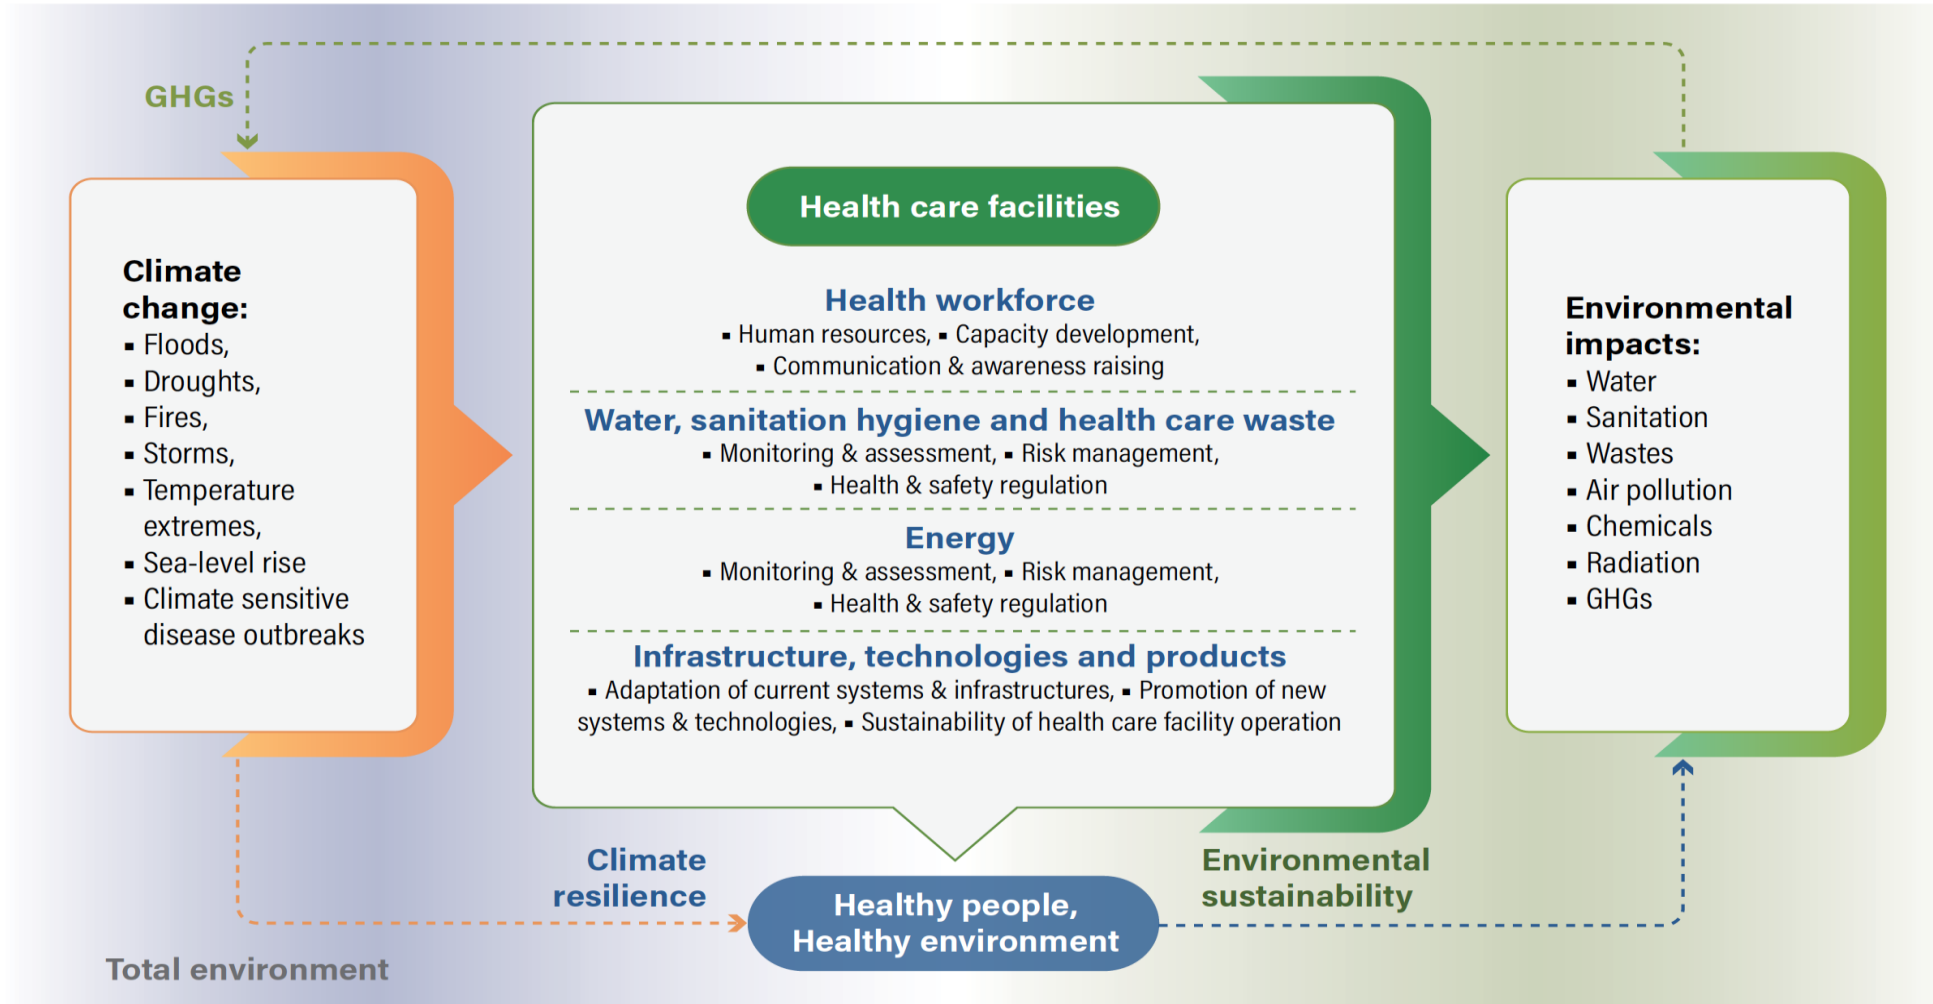 GHGs
Climate
change:
▪ Floods,
▪ Droughts,
▪ Fires,
▪ Storms,
▪ Temperature
extremes,
▪ Sea-level rise
▪ Climate sensitive
disease outbreaks
Health care facilities
Health workforce
▪ Human resources, ▪ Capacity development,
▪ Communication & awareness raising
Water, sanitation hygiene and health care waste
▪ Monitoring & assessment, ▪ Risk management,
▪ Health & safety regulation
Energy
▪ Monitoring & assessment, ▪ Risk management,
▪ Health & safety regulation
Infrastructure, technologies and products
▪ Adaptation of current systems & infrastructures, ▪ Promotion of new
systems & technologies, ▪ Sustainability of health care facility operation
Environmental
impacts:
▪ Water
▪ Sanitation
▪ Wastes
▪ Air pollution
▪ Chemicals
▪ Radiation
▪ GHGs
Climate
resilience
Healthy people,
Healthy environment
Environmental
sustainability
Total environment